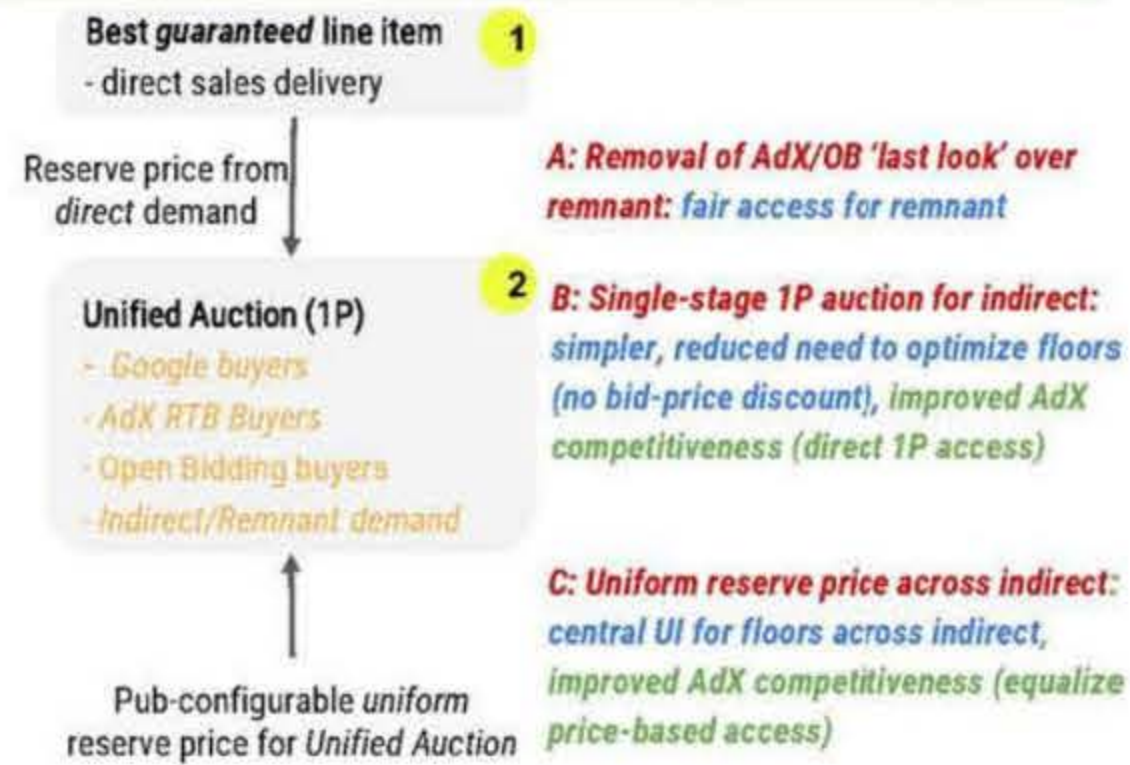 Best guaranteed line item
1
- direct sales delivery
Reserve price from
direct demand
A: Removal of AdX/OB ‘last look’ over
remnant: fair access for remnant
2
Unified Auction (1P)
- Google buyers
- AdX RTB Buyers
- Open Bidding buyers
- Indirect/Remnant demand
B: Single-stage 1P auction for indirect:
simpler, reduced need to optimize floors
(no bid-price discount), improved AdX
competitiveness (direct 1P access)
Pub-configurable uniform
reserve price for Unified Auction
C: Uniform reserve price across indirect:
central UI for floors across indirect,
improved AdX competitiveness (equalize
price-based access)